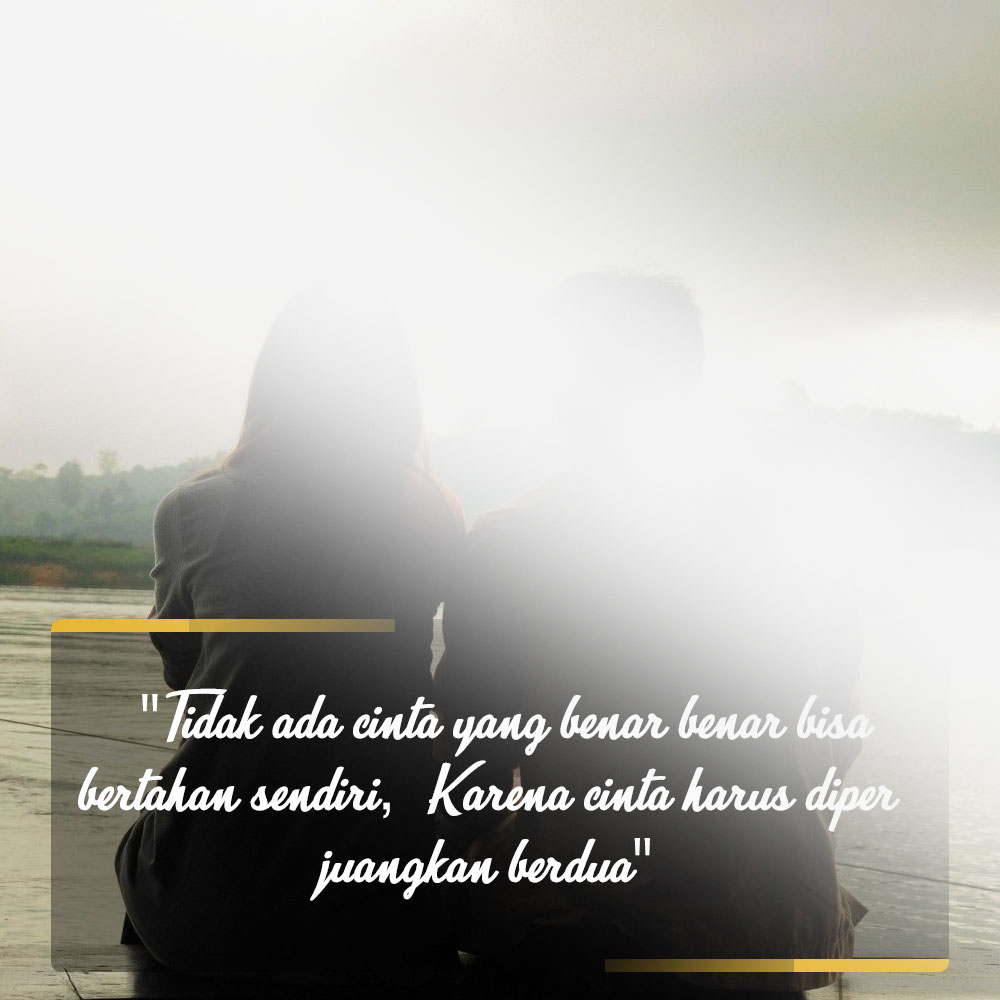 "Tidak ada cinta yang benar benar bisa
bertahan sendiri, Karena cinta harus diper
juangkan berdua"